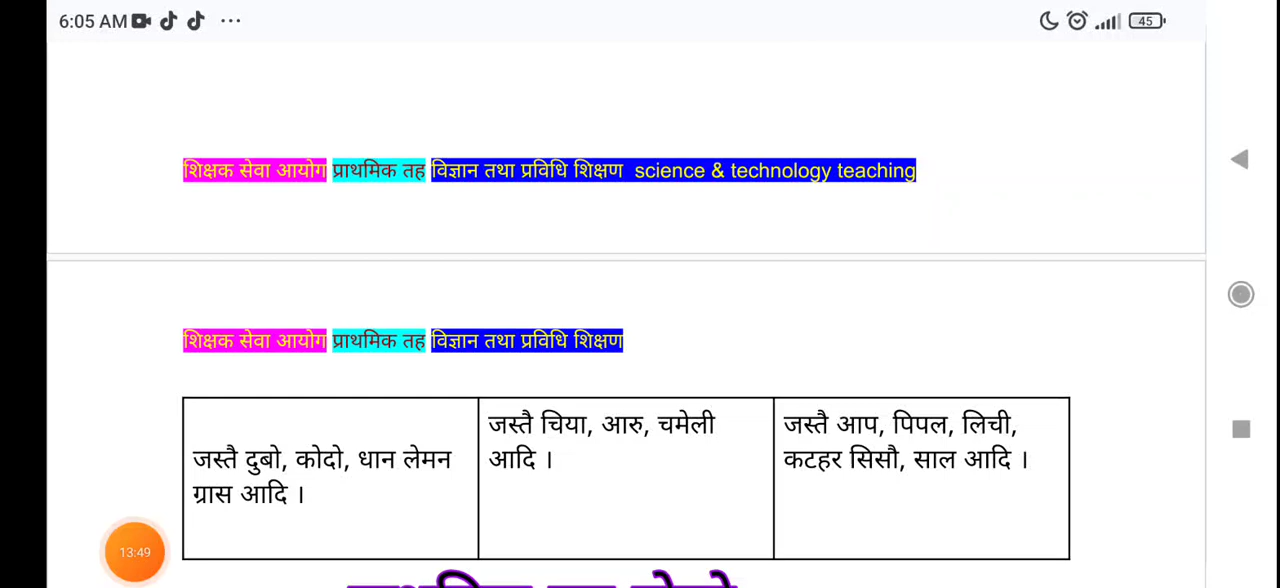 6:05 AM
45
शिक्षक सेवा आयोग प्राथमिक तह विज्ञान तथा प्रविधि शिक्षण science & technology teaching
शिक्षक सेवा आयोग प्राथमिक तह विज्ञान तथा प्रविधि शिक्षण
जस्तै दुबो, कोदो, धान लेमन
ग्रास आदि ।
जस्तै चिया, आरु, चमेली
आदि ।
जस्तै आप, पिपल, लिची,
कटहर सिसौ, साल आदि ।
13:49